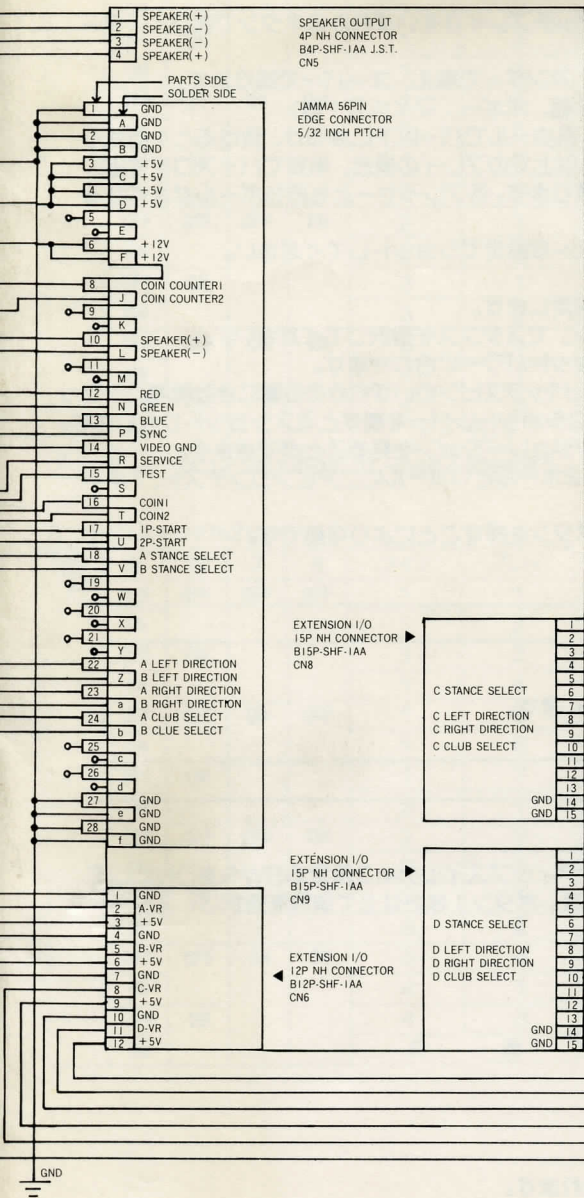 1 SPEAKER(+)
2 SPEAKER(-)
3 SPEAKER(-)
4 SPEAKER(+)
SPEAKER OUTPUT
4P NH CONNECTOR
B4P-SHF-1AA J.S.T.
CN5
PARTS SIDE
SOLDER SIDE
JAMMA 56PIN
EDGE CONNECTOR
5/32 INCH PITCH
1 GND
A GND
2 GND
B GND
3 +5V
C +5V
4 +5V
D +5V
5
E
6 +12V
F +12V
8 COIN COUNTER1
J COIN COUNTER2
9
K
10 SPEAKER(+)
L SPEAKER(-)
11
M
12 RED
N GREEN
13 BLUE
P SYNC
14 VIDEO GND
R SERVICE
15 TEST
S
16 COIN1
T COIN2
17 1P-START
U 2P-START
18 A STANCE SELECT
V B STANCE SELECT
19
W
20
X
21
Y
22 A LEFT DIRECTION
Z B LEFT DIRECTION
23 A RIGHT DIRECTION
a B RIGHT DIRECTION
24 A CLUB SELECT
b B CLUE SELECT
25
c
26
d
27 GND
e GND
28 GND
f GND
EXTENSION I/O
15P NH CONNECTOR
B15P-SHF-1AA
CN8
1
2
3
4
5
C STANCE SELECT 6
7
C LEFT DIRECTION 8
C RIGHT DIRECTION 9
C CLUB SELECT 10
11
12
13
GND 14
GND 15
EXTENSION I/O
15P NH CONNECTOR
B15P-SHF-1AA
CN9
1
2
3
4
5
D STANCE SELECT 6
7
D LEFT DIRECTION 8
D RIGHT DIRECTION 9
D CLUB SELECT 10
11
12
13
GND 14
GND 15
1 GND
2 A-VR
3 +5V
4 GND
5 B-VR
6 +5V
7 GND
8 C-VR
9 +5V
10 GND
11 D-VR
12 +5V
EXTENSION I/O
12P NH CONNECTOR
B12P-SHF-1AA
CN6
GND